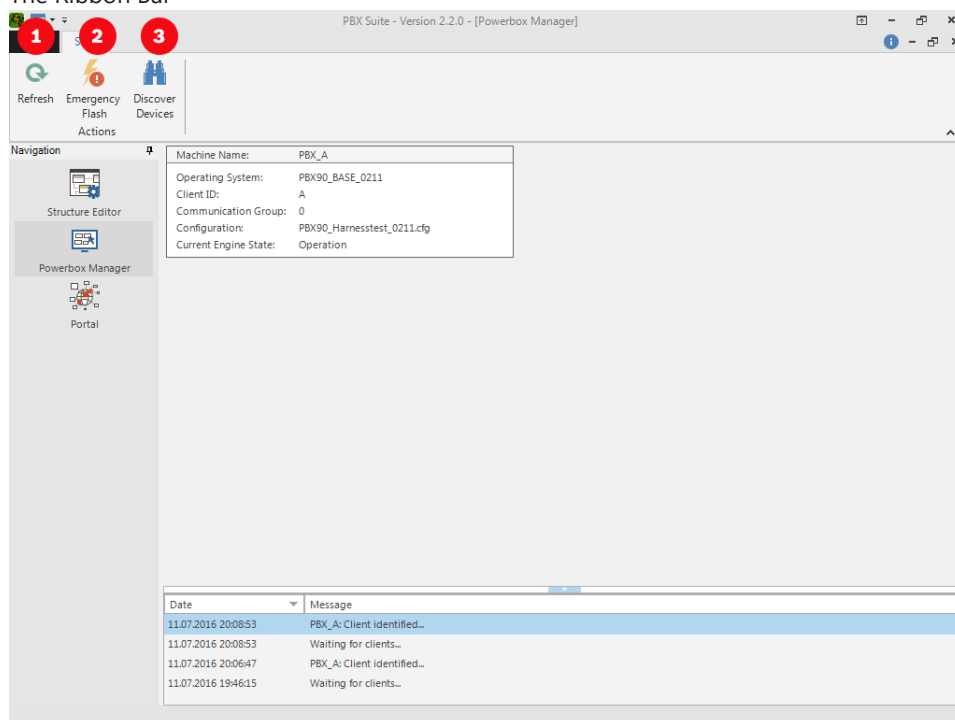 The Ribbon Bar
PBX Suite - Version 2.2.0 - [Powerbox Manager]
1 2 3
Refresh
Emergency
Flash
Discover
Devices
Actions
Navigation
Structure Editor
Powerbox Manager
Portal
Machine Name: PBX_A
Operating System: PBX90_BASE_0211
Client ID: A
Communication Group: 0
Configuration: PBX90_Harnesstest_0211.cfg
Current Engine State: Operation
Date Message
11.07.2016 20:08:53 PBX_A: Client identified...
11.07.2016 20:08:53 Waiting for clients...
11.07.2016 20:06:47 PBX_A: Client identified...
11.07.2016 19:46:15 Waiting for clients...